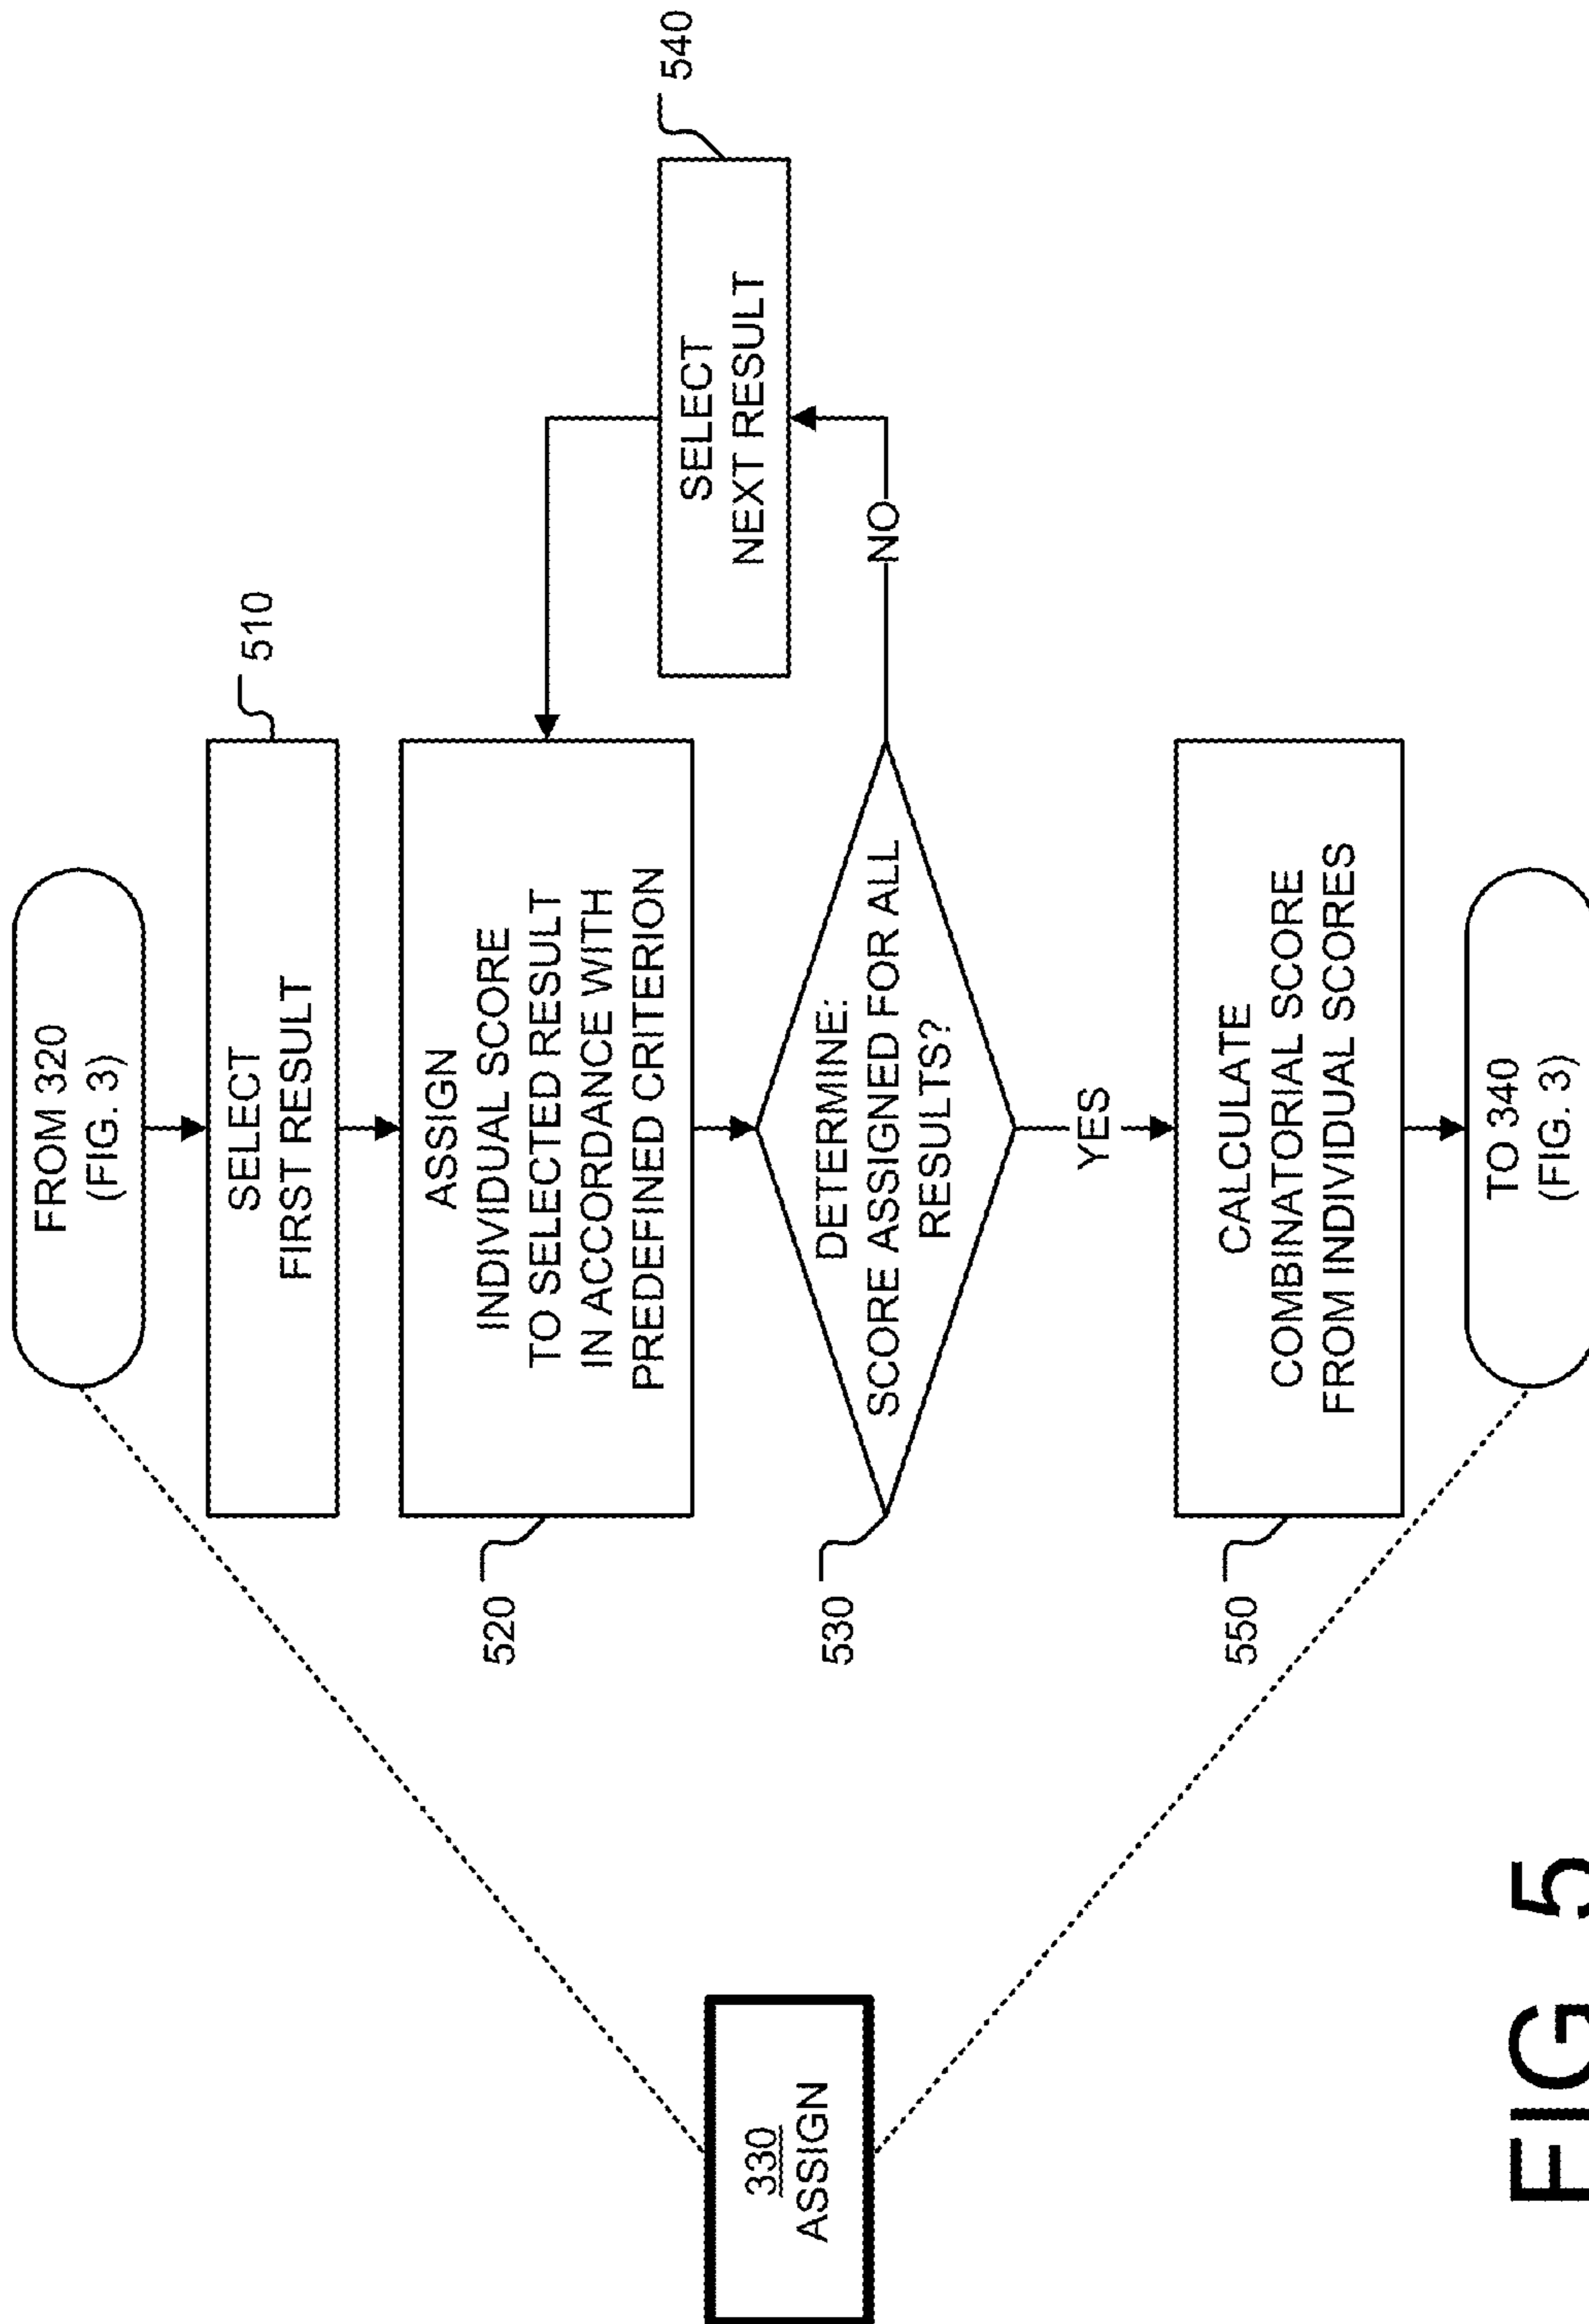 FROM 320
(FIG. 3)
SELECT
FIRST RESULT
510
ASSIGN
INDIVIDUAL SCORE
TO SELECTED RESULT
IN ACCORDANCE WITH
PREDEFINED CRITERION
520
SELECT
NEXT RESULT
540
DETERMINE:
SCORE ASSIGNED FOR ALL
RESULTS?
530
NO
YES
CALCULATE
COMBINATORIAL SCORE
FROM INDIVIDUAL SCORES
550
TO 340
(FIG. 3)
330
ASSIGN
FIG 5